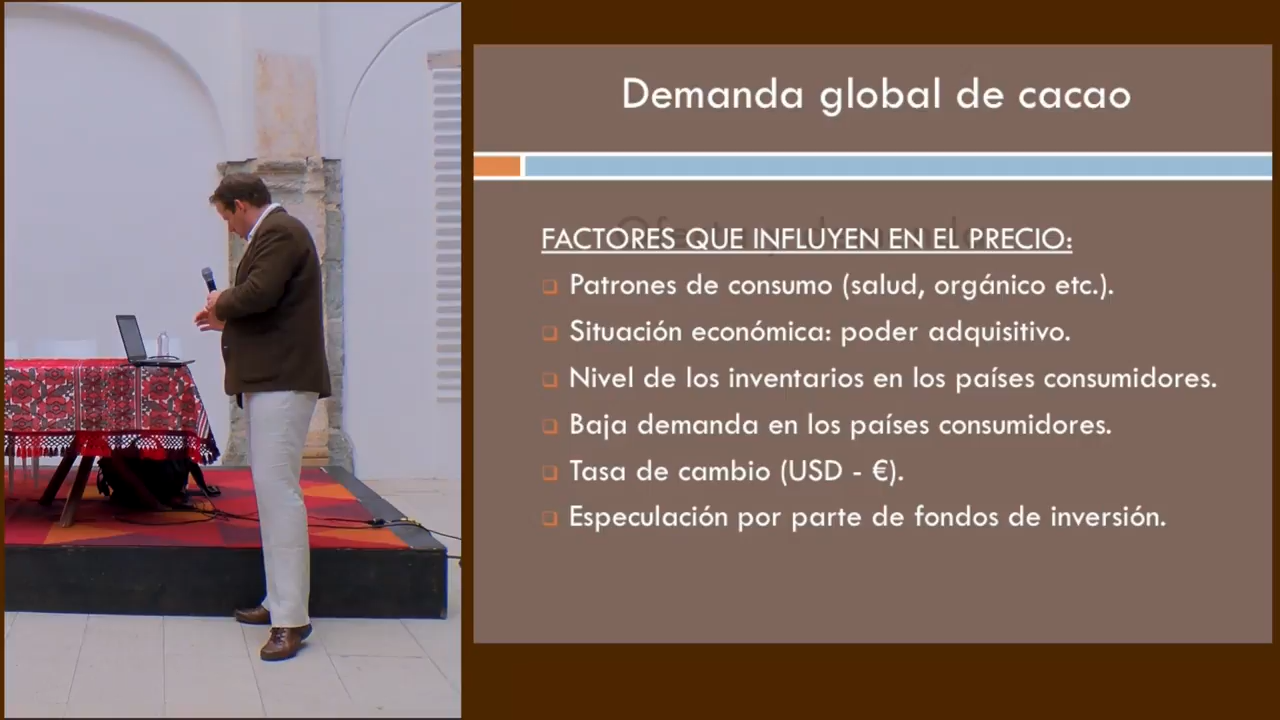 Demanda global de cacao
FACTORES QUE INFLUYEN EN EL PRECIO:
Patrones de consumo (salud, orgánico etc.).
Situación económica: poder adquisitivo.
Nivel de los inventarios en los países consumidores.
Baja demanda en los países consumidores.
Tasa de cambio (USD - €).
Especulación por parte de fondos de inversión.